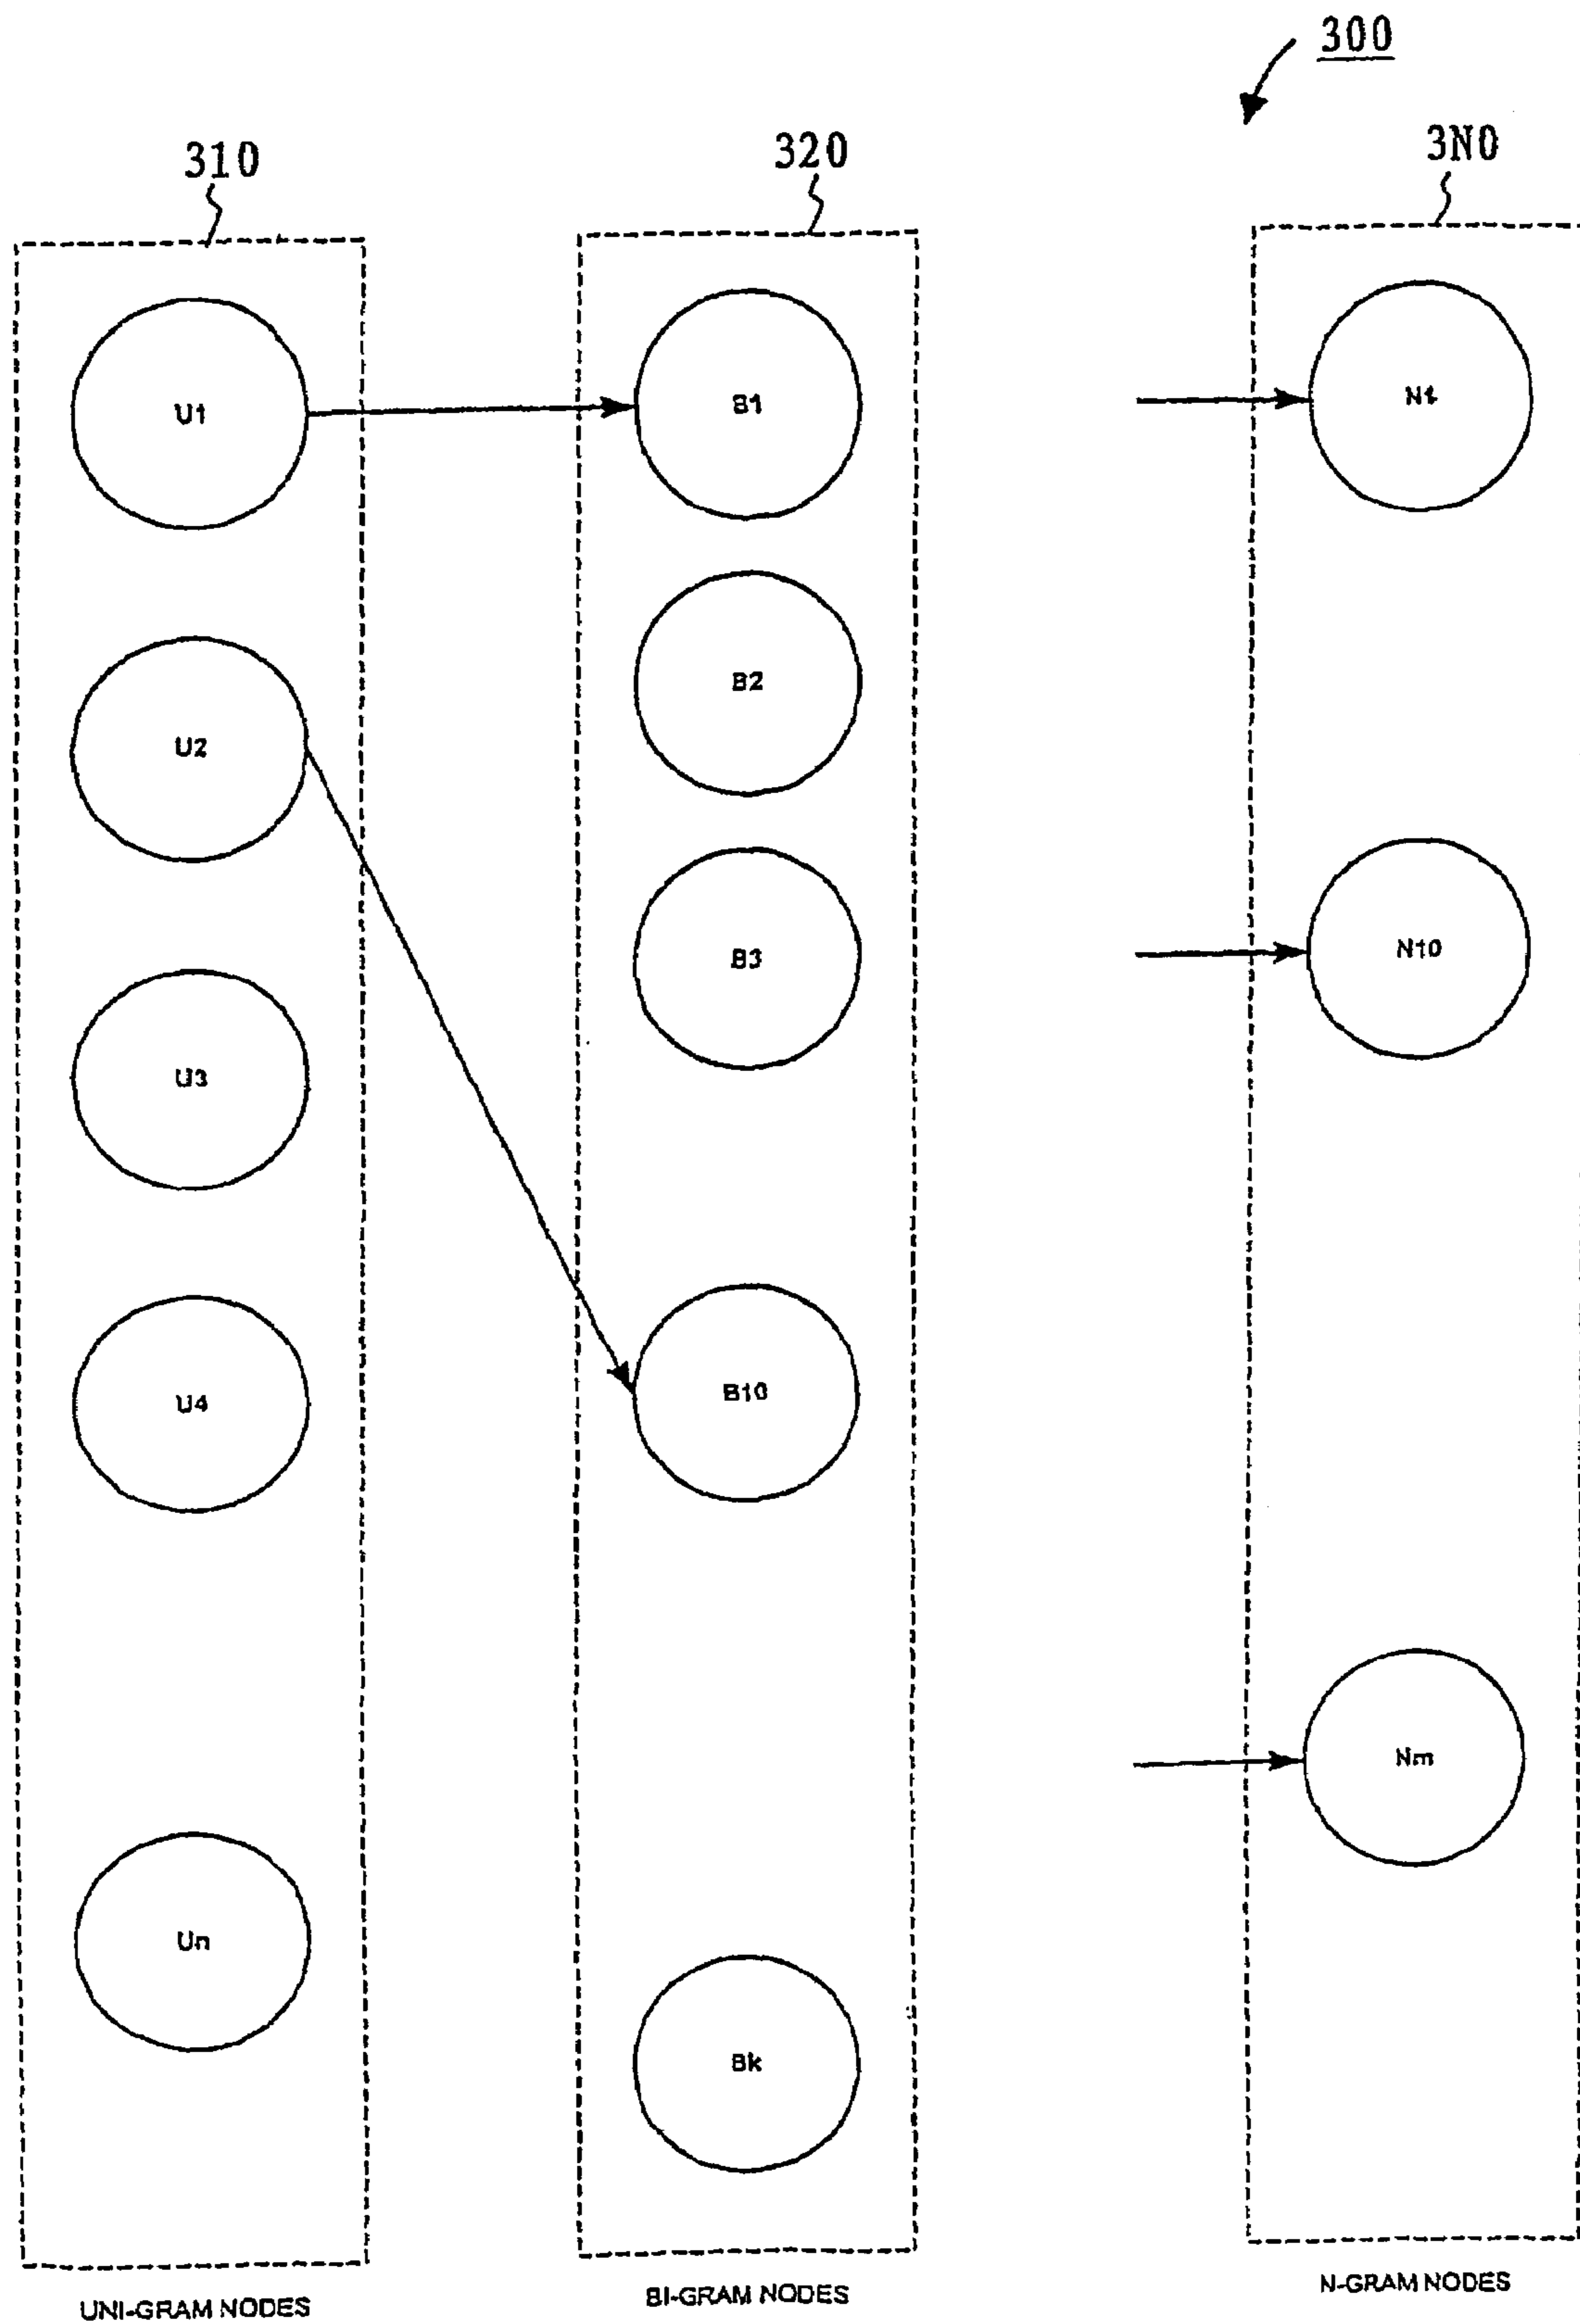 300
310
320
3N0
U1
B1
N1
U2
B2
B3
N10
U3
U4
B10
Nm
Un
Bk
UNI-GRAM NODES
BI-GRAM NODES
N-GRAM NODES